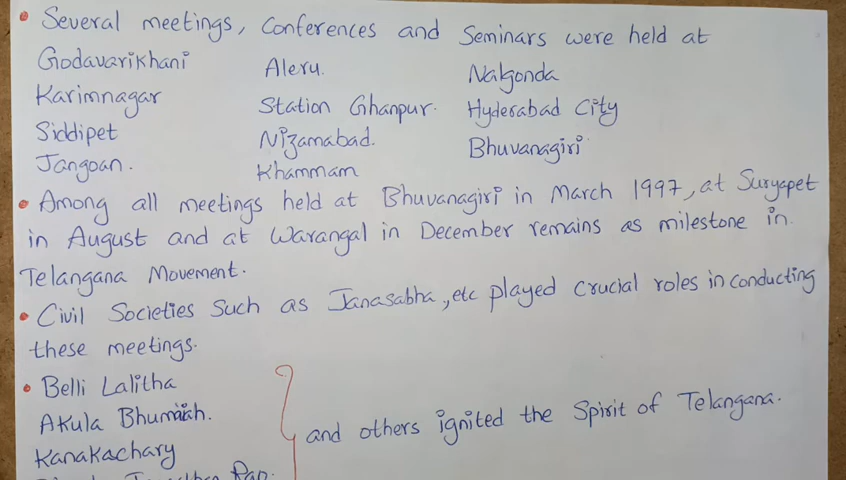 • Several meetings, Conferences and Seminars were held at
Godavarikhani Aleru. Nalgonda
Karimnagar Station Ghanpur. Hyderabad City
Siddipet Nizamabad. Bhuvanagiri
Jangoan. Khammam
• Among all meetings held at Bhuvanagiri in March 1997, at Suryapet
in August and at Warangal in December remains as milestone in
Telangana Movement.
• Civil Societies Such as Janasabha, etc played crucial roles in conducting
these meetings.
• Belli Lalitha
Akula Bhumaiah.
Kanakachary
and others ignited the Spirit of Telangana.
Rao.